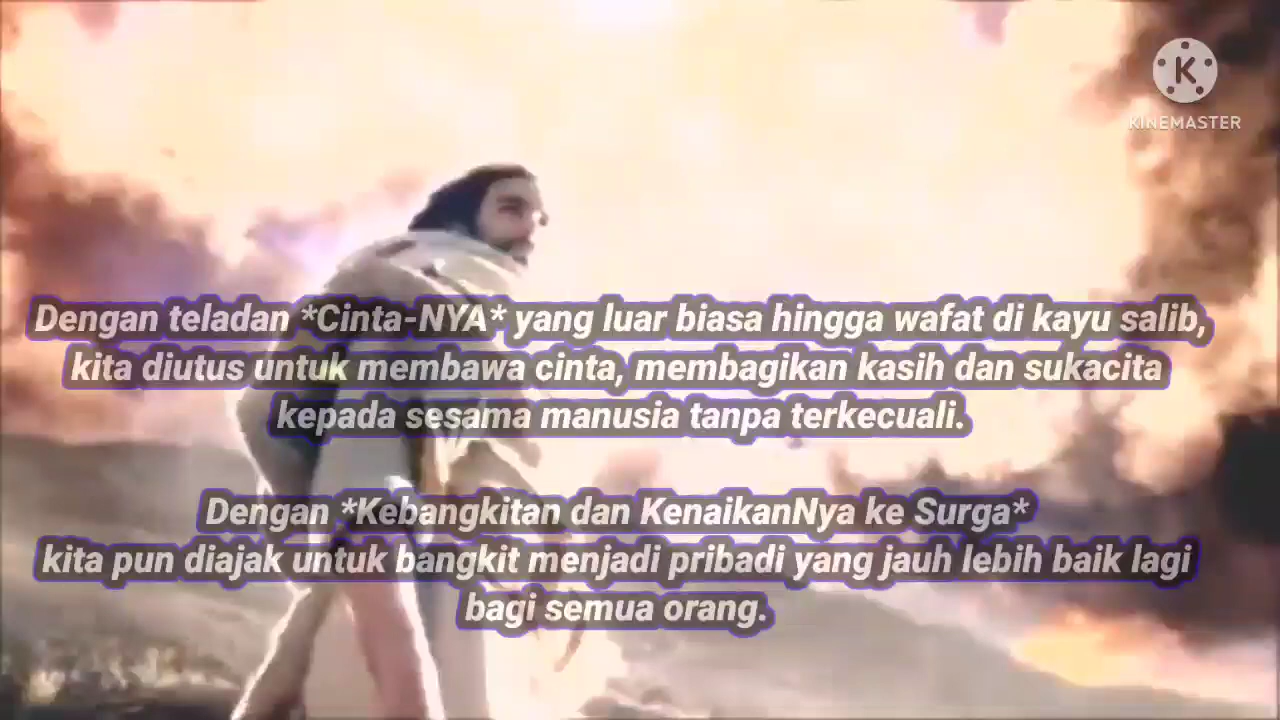 KINEMASTER
Dengan teladan *Cinta-NYA* yang luar biasa hingga wafat di kayu salib,
kita diutus untuk membawa cinta, membagikan kasih dan sukacita
kepada sesama manusia tanpa terkecuali.
Dengan *Kebangkitan dan KenaikanNya ke Surga*
kita pun diajak untuk bangkit menjadi pribadi yang jauh lebih baik lagi
bagi semua orang.